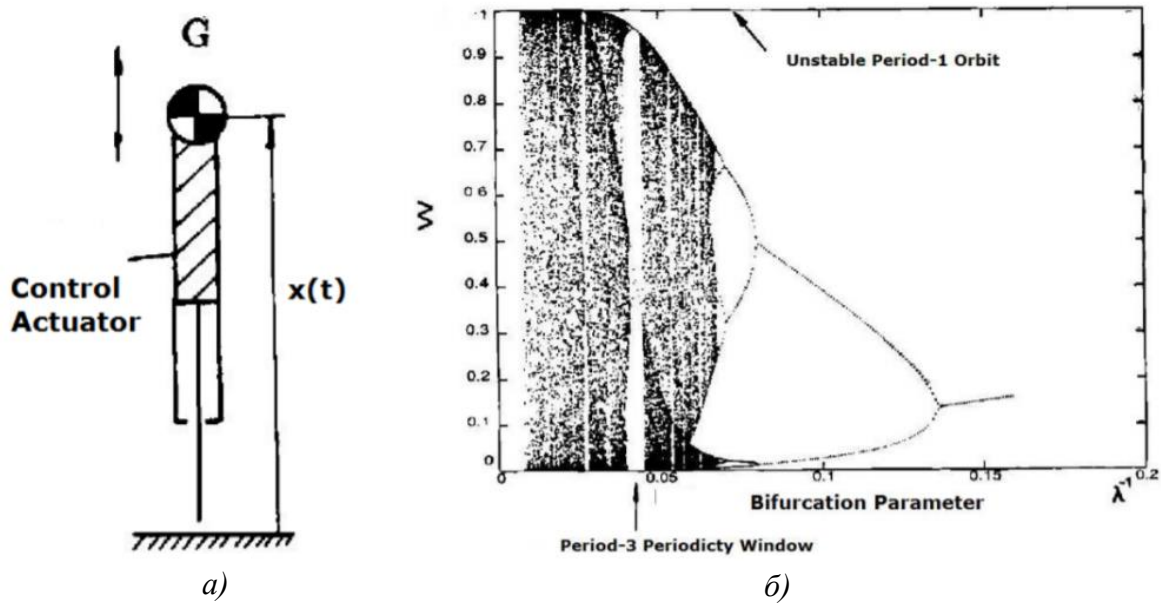 G
Control
Actuator
x(t)
а)
W
1
0.9
0.8
0.7
0.6
0.5
0.4
0.3
0.2
0.1
0
0
0.05
0.1
0.15
0.2
Unstable Period-1 Orbit
Bifurcation Parameter
λ⁻¹
Period-3 Periodicty Window
б)